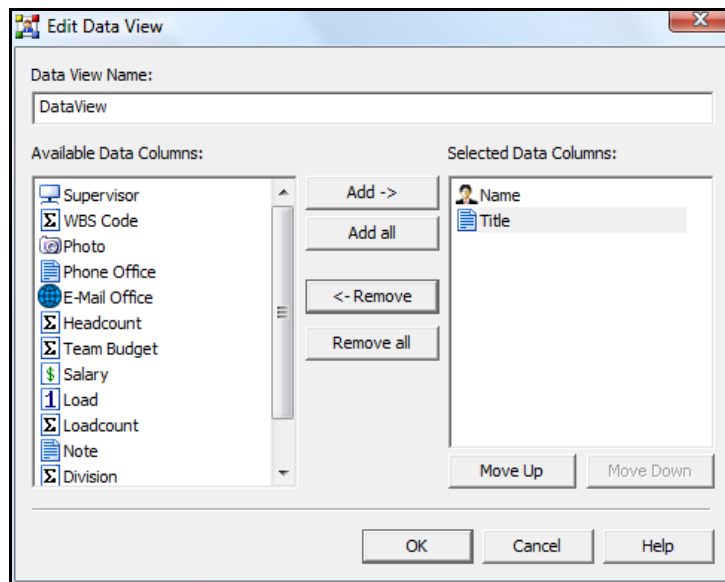 Edit Data View
X
Data View Name:
DataView
Available Data Columns:
Supervisor
Σ WBS Code
Photo
Phone Office
E-Mail Office
Σ Headcount
Σ Team Budget
$ Salary
1 Load
Σ Loadcount
Note
Σ Division
Add ->
Add all
<- Remove
Remove all
Selected Data Columns:
Name
Title
Move Up
Move Down
OK
Cancel
Help